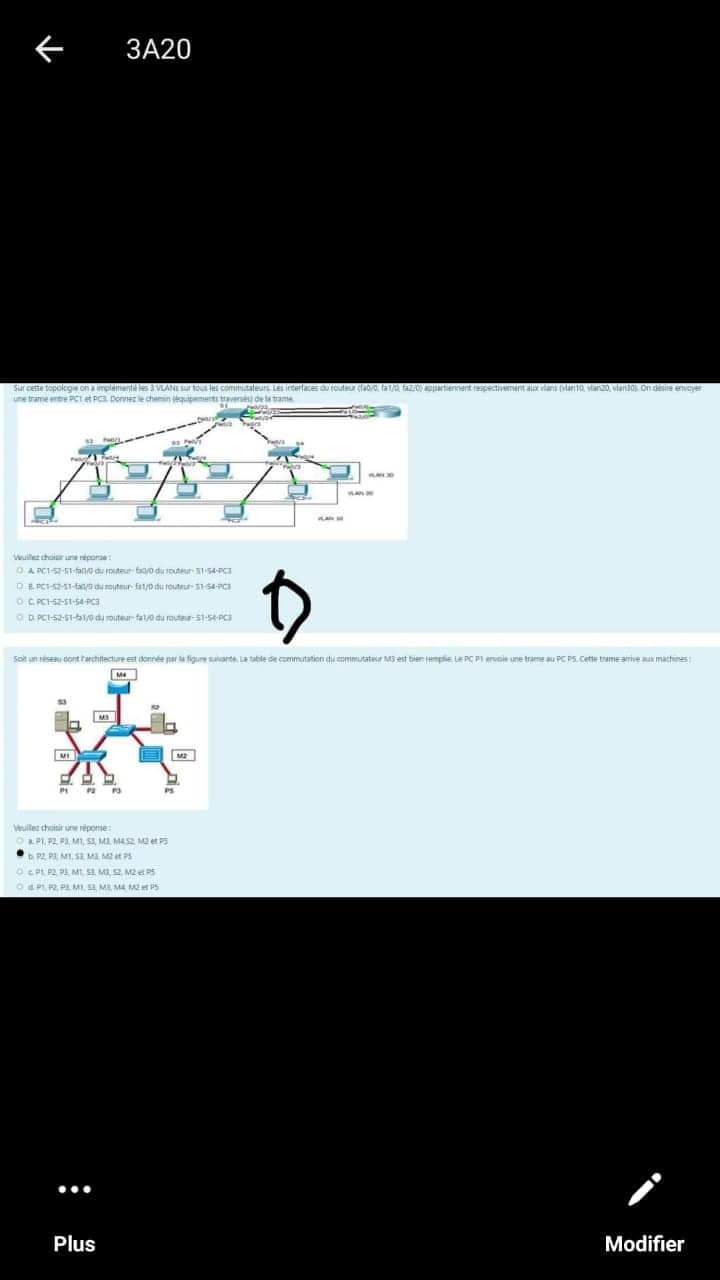 3A20
Sur cette topologie on a implémenté les 3 VLANs sur tous les commutateurs. Les interfaces du routeur (fa0/0, fa1/0, fa2/0) appartiennent respectivement aux vlans (vlan10, vlan20, vlan30). On désire envoyer
une trame entre PC1 et PC3. Donnez le chemin (équipements traversés) de la trame.
S1
S2
S3
S4
VLAN 30
VLAN 20
VLAN 10
Veuillez choisir une réponse :
A. PC1-S2-S1-fa0/0 du routeur- fa0/0 du routeur- S1-S4-PC3
B. PC1-S2-S1-fa0/0 du routeur- fa1/0 du routeur- S1-S4-PC3
C. PC1-S2-S1-S4-PC3
D. PC1-S2-S1-fa1/0 du routeur- fa1/0 du routeur- S1-S4-PC3
Soit un réseau dont l'architecture est donnée par la figure suivante. La table de commutation du commutateur M3 est bien remplie. Le PC P1 envoie une trame au PC P5. Cette trame arrive aux machines :
M4
S3
S2
M3
M1
M2
P1 P2 P3 P5
Veuillez choisir une réponse :
a. P1, P2, P3, M1, S3, M3, M4,S2, M2 et P5
b. P2, P3, M1, S3, M3, M2 et P5
c. P1, P2, P3, M1, S3, M3, S2, M2 et P5
d. P1, P2, P3, M1, S3, M3, M4, M2 et P5
Plus
Modifier